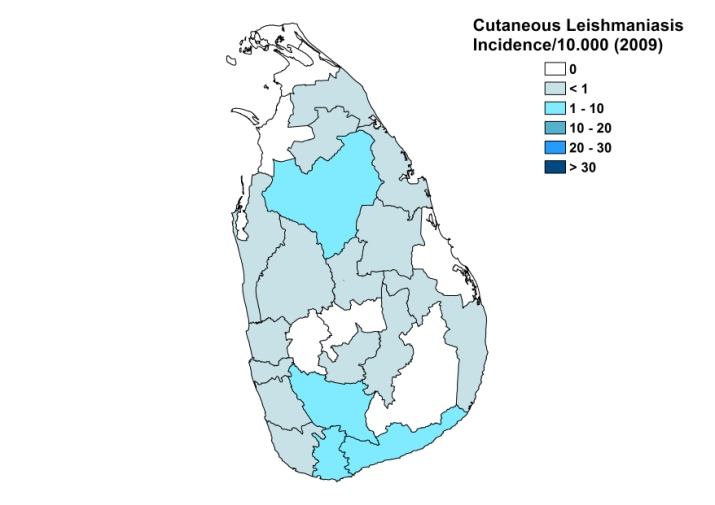 Cutaneous Leishmaniasis
Incidence/10.000 (2009)
0
< 1
1 - 10
10 - 20
20 - 30
> 30